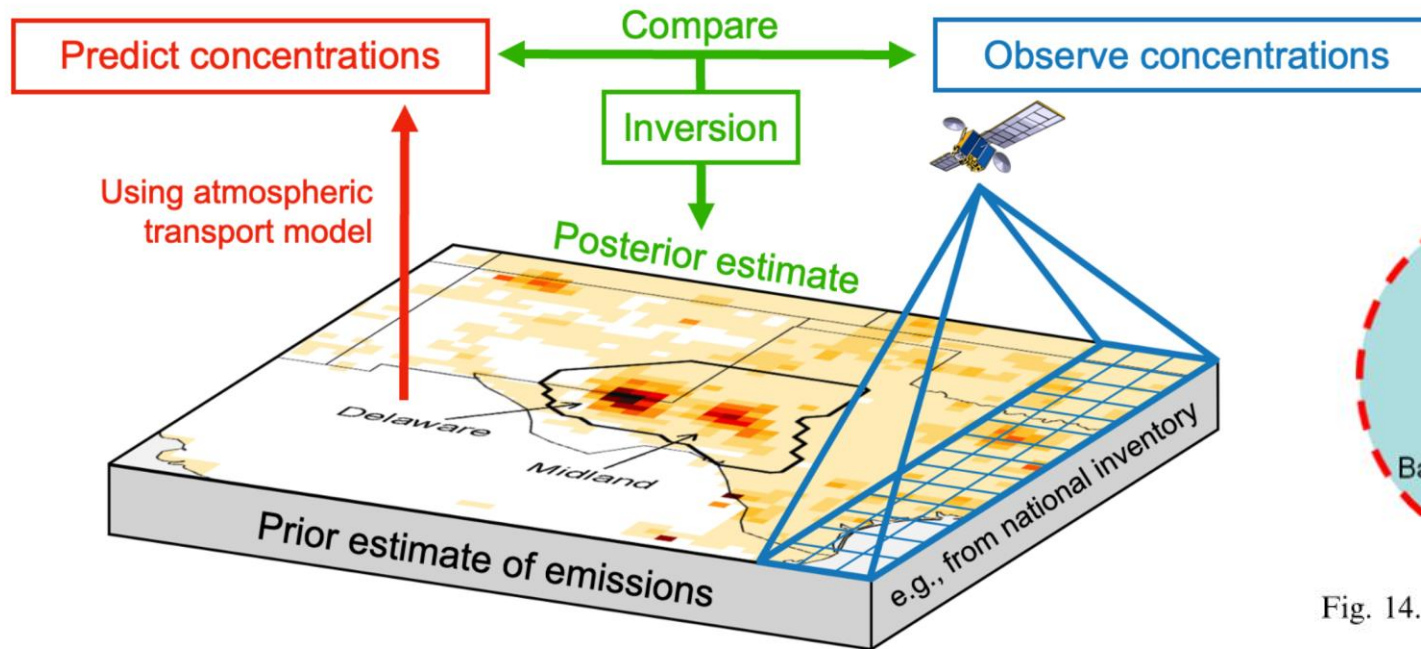 Compare
Predict concentrations
Observe concentrations
Inversion
Using atmospheric
transport model
Posterior estimate
Delaware
Midland
Prior estimate of emissions
e.g., from national inventory
Ba
Fig. 14.